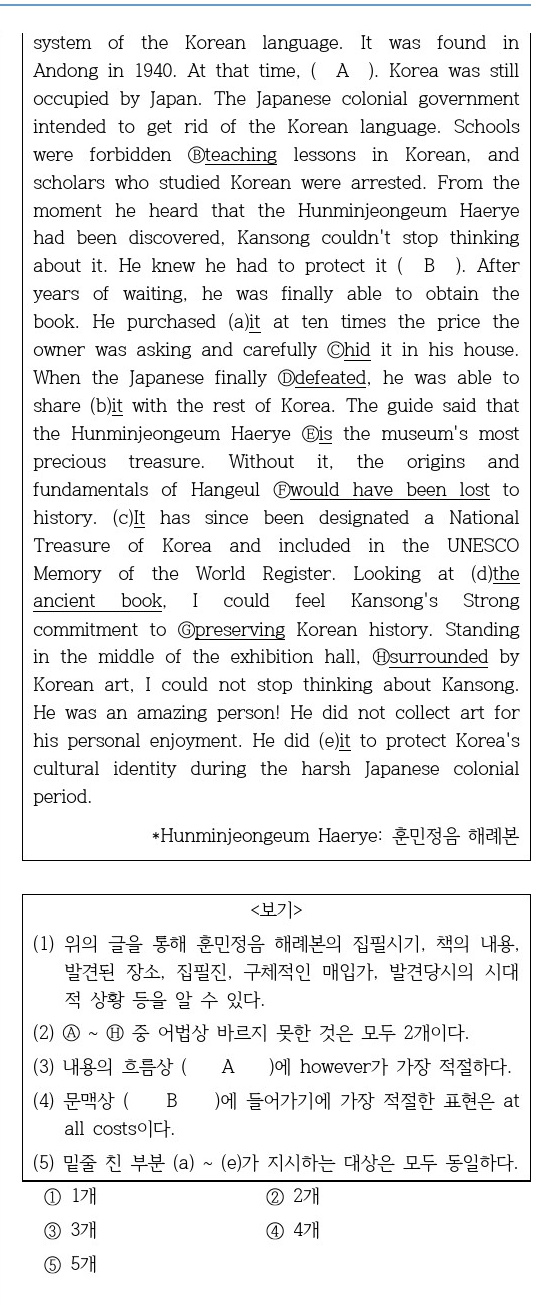 system of the Korean language. It was found in
Andong in 1940. At that time, ( A ). Korea was still
occupied by Japan. The Japanese colonial government
intended to get rid of the Korean language. Schools
were forbidden Ⓑteaching lessons in Korean, and
scholars who studied Korean were arrested. From the
moment he heard that the Hunminjeongeum Haerye
had been discovered, Kansong couldn't stop thinking
about it. He knew he had to protect it ( B ). After
years of waiting, he was finally able to obtain the
book. He purchased (a)it at ten times the price the
owner was asking and carefully Ⓒhid it in his house.
When the Japanese finally Ⓓdefeated, he was able to
share (b)it with the rest of Korea. The guide said that
the Hunminjeongeum Haerye Ⓔis the museum's most
precious treasure. Without it, the origins and
fundamentals of Hangeul Ⓕwould have been lost to
history. (c)It has since been designated a National
Treasure of Korea and included in the UNESCO
Memory of the World Register. Looking at (d)the
ancient book, I could feel Kansong's Strong
commitment to Ⓖpreserving Korean history. Standing
in the middle of the exhibition hall, Ⓗsurrounded by
Korean art, I could not stop thinking about Kansong.
He was an amazing person! He did not collect art for
his personal enjoyment. He did (e)it to protect Korea's
cultural identity during the harsh Japanese colonial
period.
*Hunminjeongeum Haerye: 훈민정음 해례본
<보기>
(1) 위의 글을 통해 훈민정음 해례본의 집필시기, 책의 내용,
발견된 장소, 집필진, 구체적인 매입가, 발견당시의 시대
적 상황 등을 알 수 있다.
(2) Ⓐ ~ Ⓗ 중 어법상 바르지 못한 것은 모두 2개이다.
(3) 내용의 흐름상 ( A )에 however가 가장 적절하다.
(4) 문맥상 ( B )에 들어가기에 가장 적절한 표현은 at
all costs이다.
(5) 밑줄 친 부분 (a) ~ (e)가 지시하는 대상은 모두 동일하다.
① 1개 ② 2개
③ 3개 ④ 4개
⑤ 5개